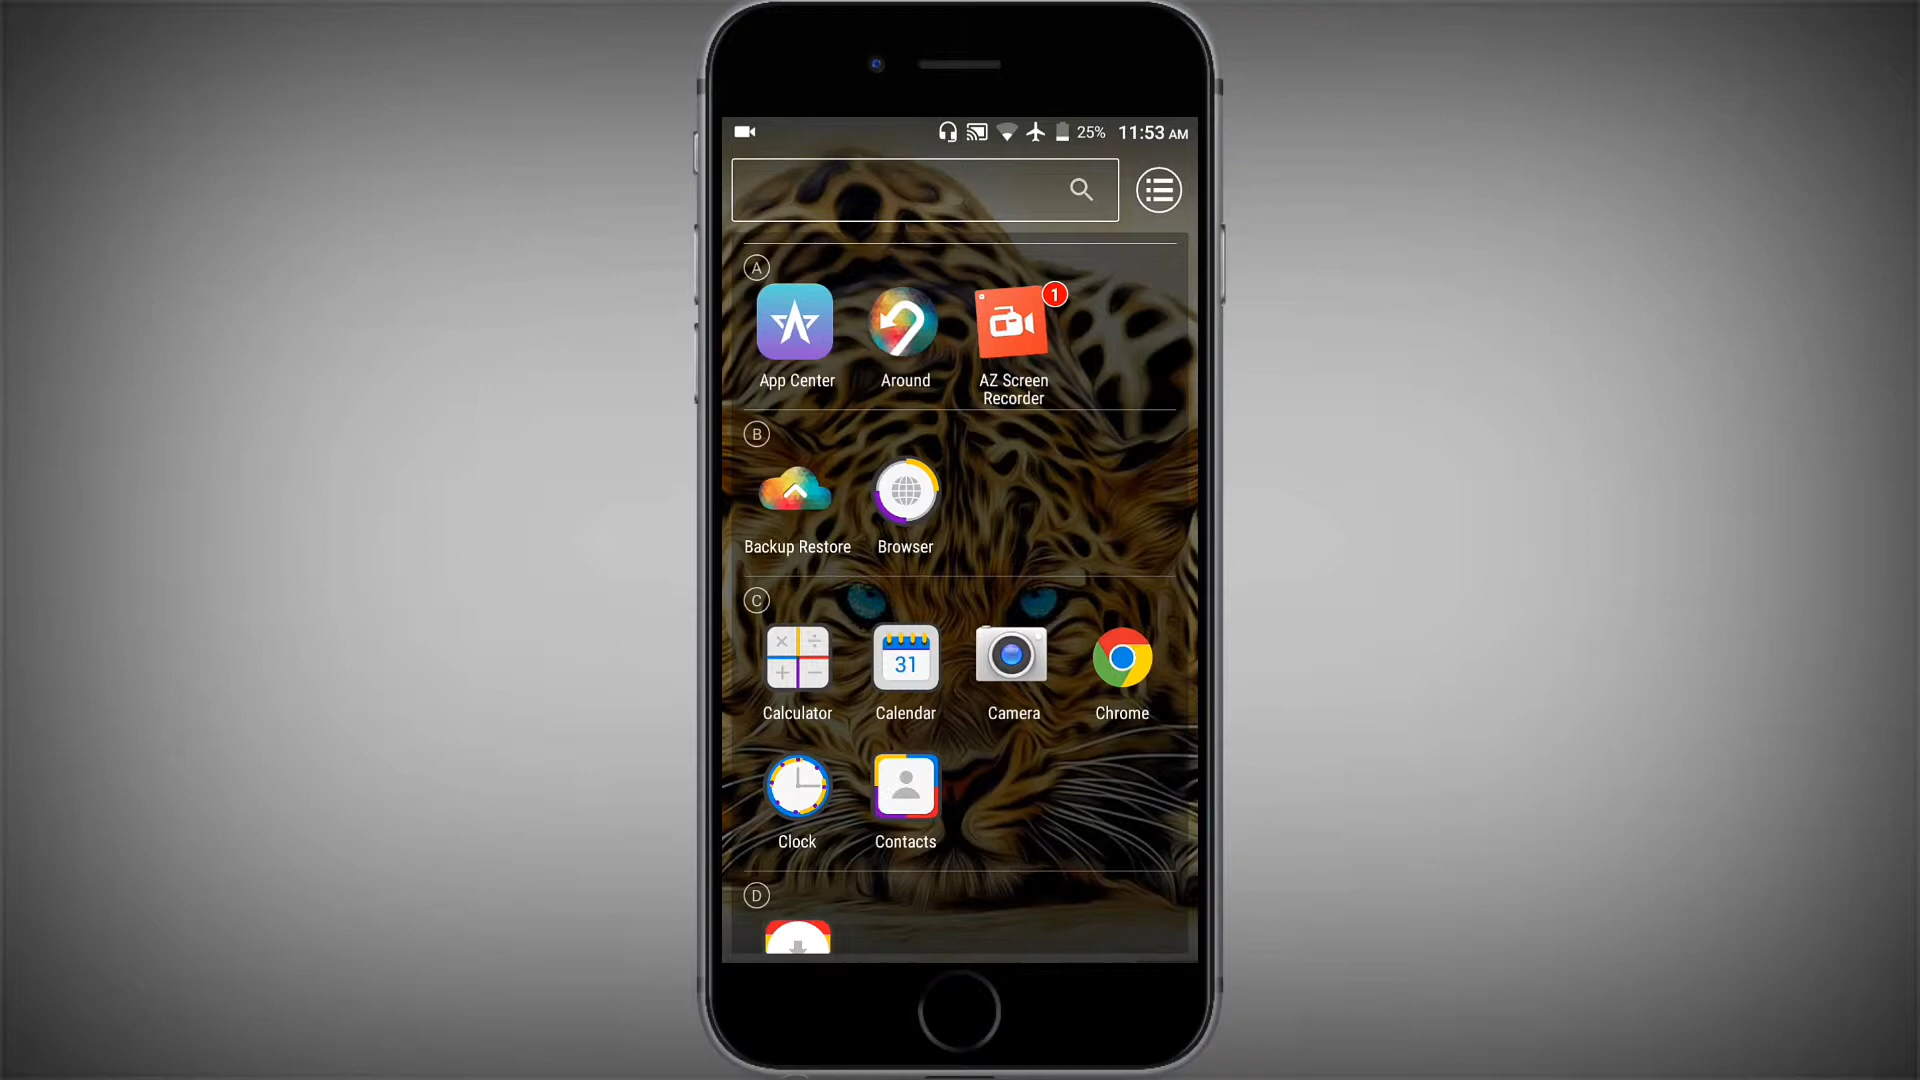 25% 11:53 AM
A
1
App Center Around AZ Screen
Recorder
B
Backup Restore Browser
C
31
Calculator Calendar Camera Chrome
Clock Contacts
D